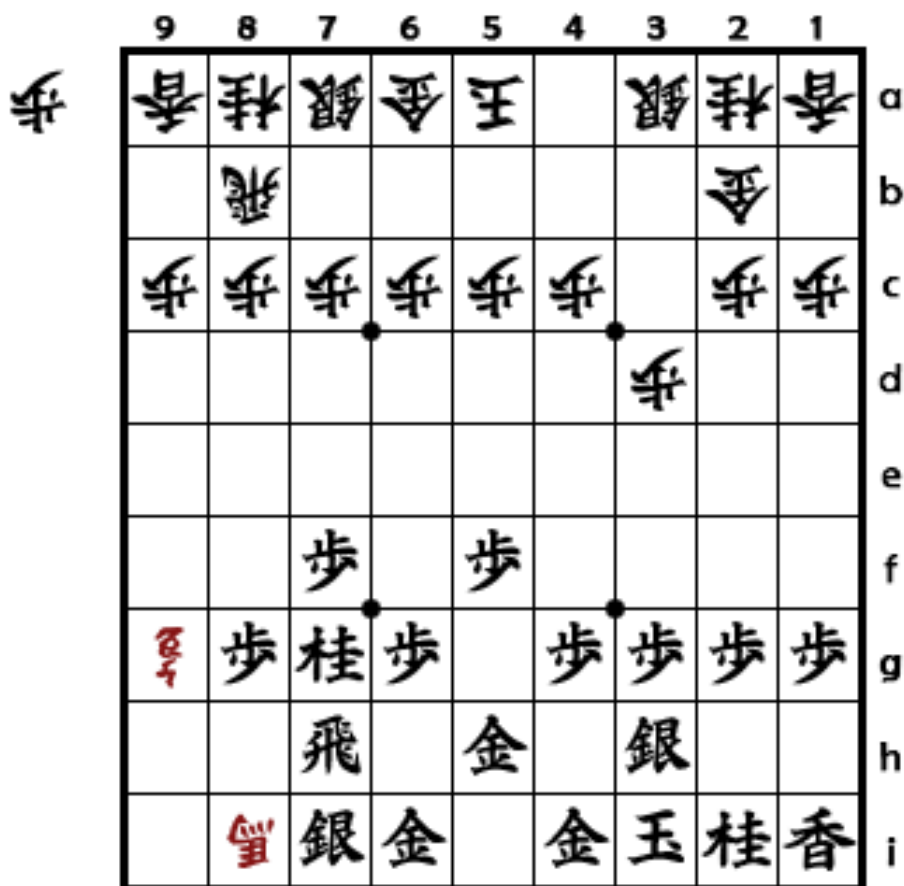 9 8 7 6 5 4 3 2 1
歩 香 桂 銀 金 王 銀 桂 香 a
飛 金 b
歩 歩 歩 歩 歩 歩 歩 歩 c
歩 d
e
歩 歩 f
歩 桂 歩 歩 歩 歩 歩 g
飛 金 銀 h
馬 銀 金 金 玉 桂 香 i